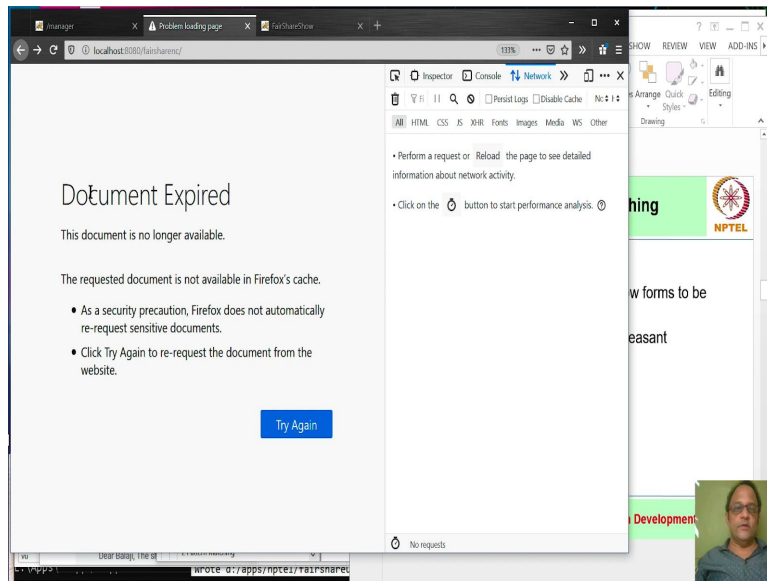 /manager
Problem loading page
FairShareShow
localhost:8080/fairsharenc/
133%
Inspector
Console
Network
Persist Logs
Disable Cache
All HTML CSS JS XHR Fonts Images Media WS Other
• Perform a request or Reload the page to see detailed
information about network activity.
• Click on the button to start performance analysis.
No requests
Document Expired
This document is no longer available.
The requested document is not available in Firefox's cache.
• As a security precaution, Firefox does not automatically
re-request sensitive documents.
• Click Try Again to re-request the document from the
website.
Try Again
SHOW REVIEW VIEW ADD-INS
Arrange Quick Editing
Styles
Drawing
hing
NPTEL
w forms to be
easant
Development
vu
Dear Balaji, The st
wrote d:/apps/nptel/fairshare